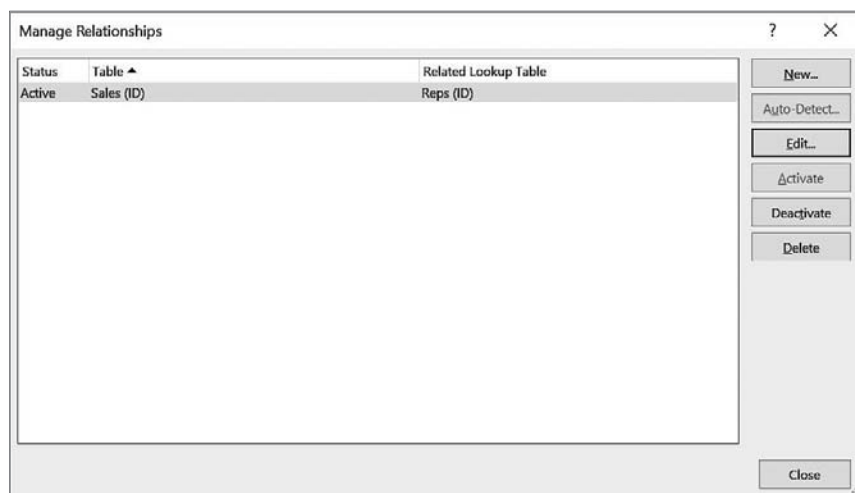 Manage Relationships ? ×
Status Table ▲ Related Lookup Table
Active Sales (ID) Reps (ID)
New...
Auto-Detect...
Edit...
Activate
Deactivate
Delete
Close